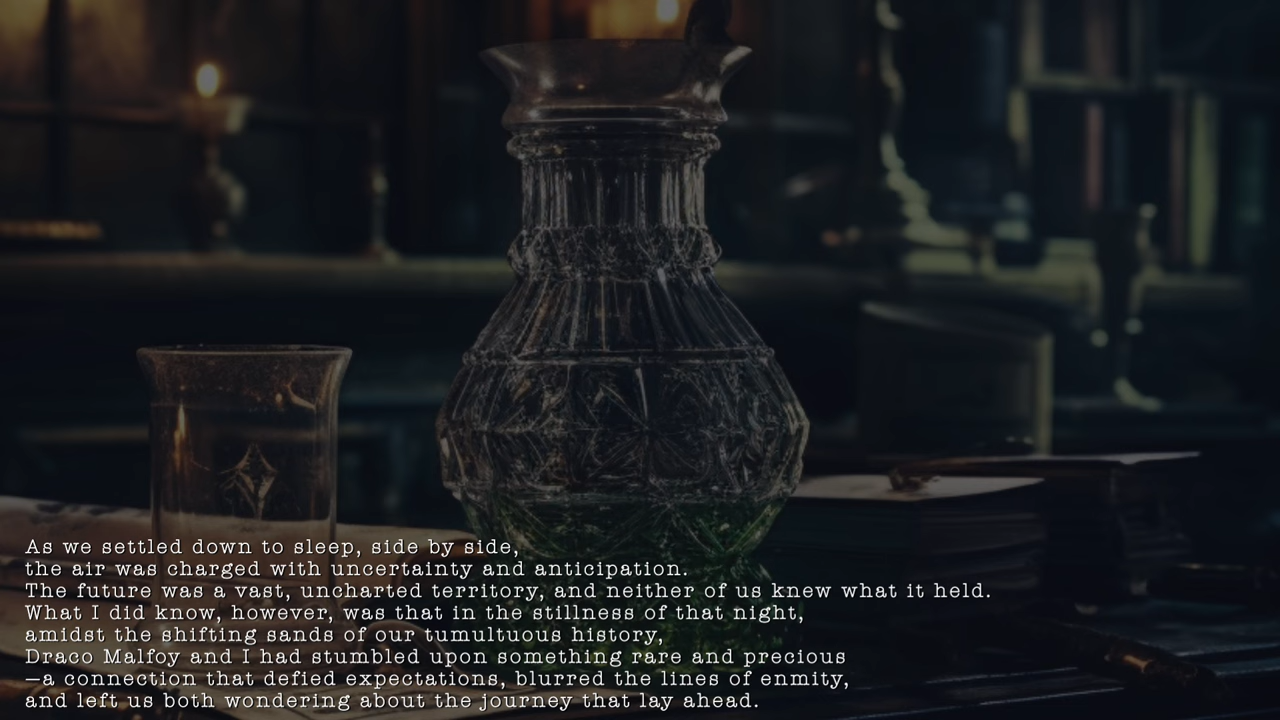 As we settled down to sleep, side by side,
the air was charged with uncertainty and anticipation.
The future was a vast, uncharted territory, and neither of us knew what it held.
What I did know, however, was that in the stillness of that night,
amidst the shifting sands of our tumultuous history,
Draco Malfoy and I had stumbled upon something rare and precious
—a connection that defied expectations, blurred the lines of enmity,
and left us both wondering about the journey that lay ahead.